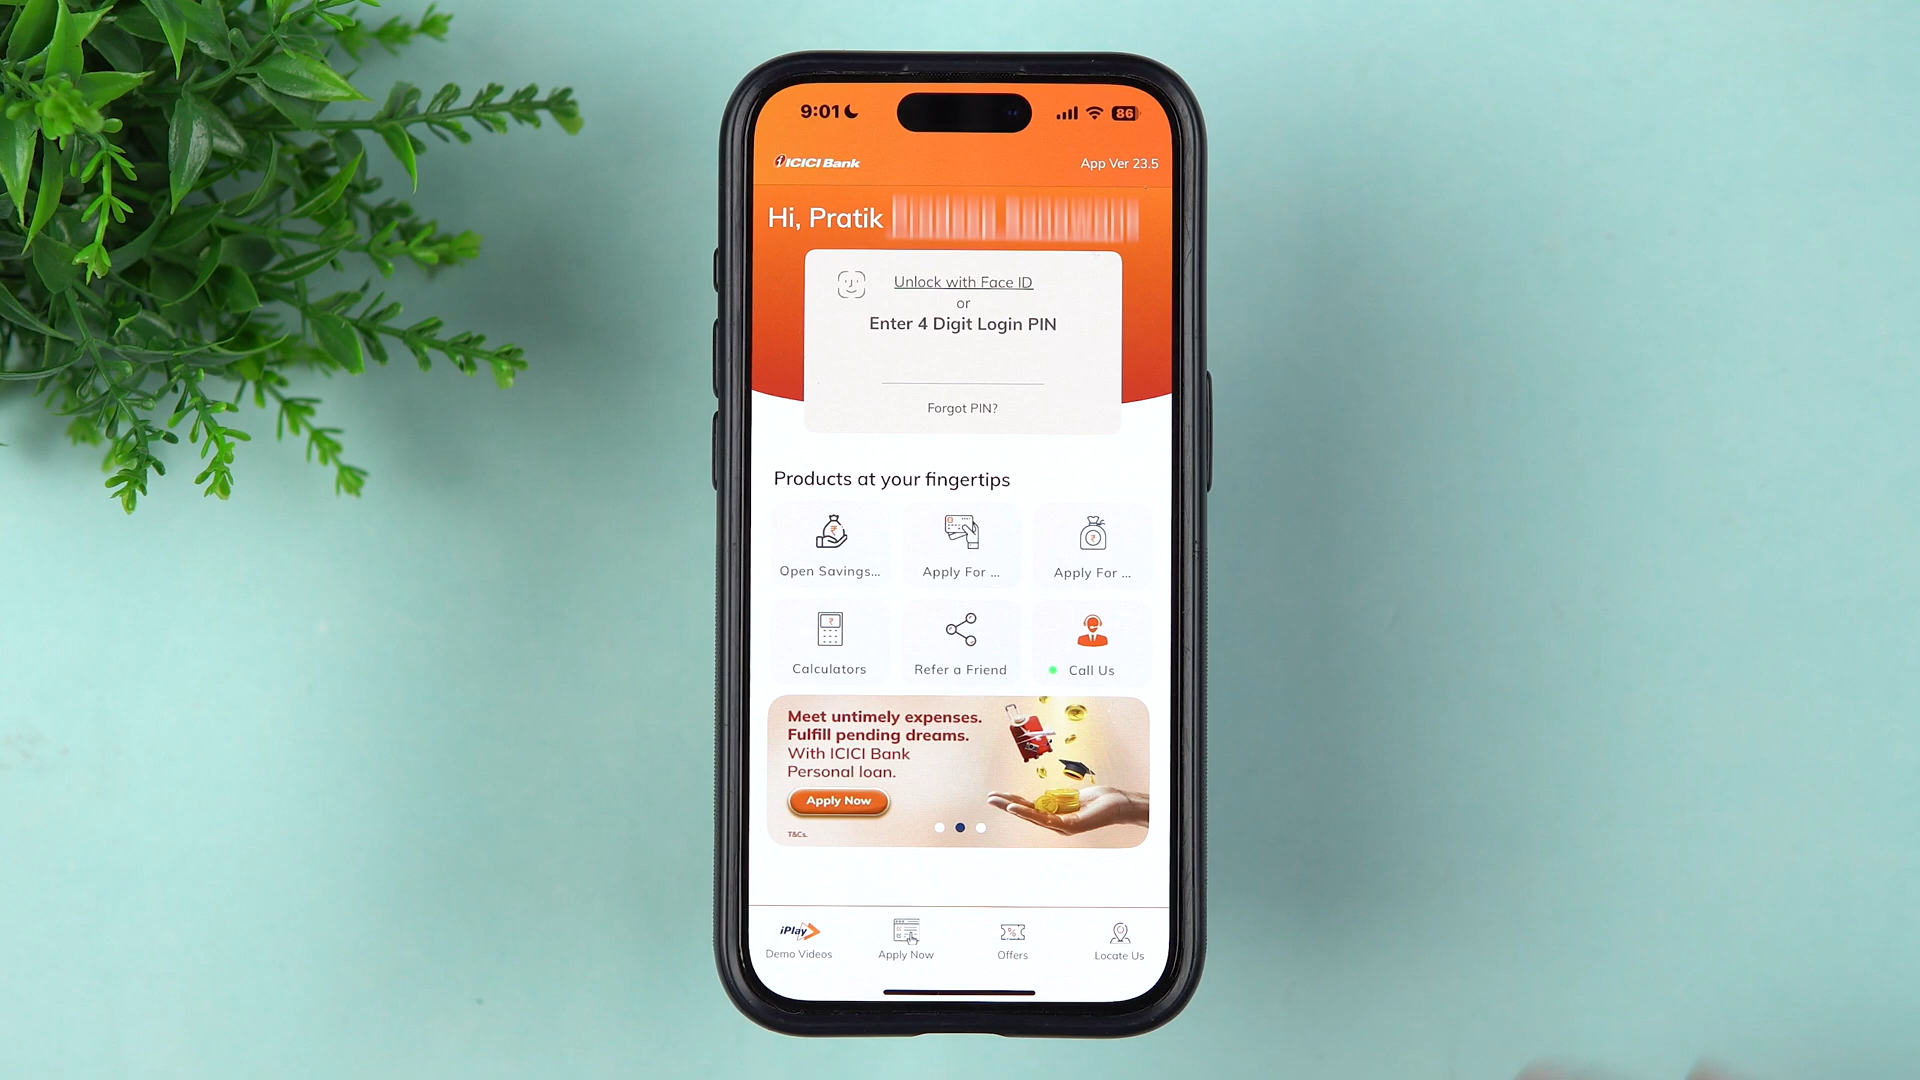 9:01
86
ICICI Bank
App Ver 23.5
Hi, Pratik
Unlock with Face ID
or
Enter 4 Digit Login PIN
Forgot PIN?
Products at your fingertips
Open Savings...
Apply For ...
Apply For ...
Calculators
Refer a Friend
Call Us
Meet untimely expenses.
Fulfill pending dreams.
With ICICI Bank
Personal loan.
Apply Now
T&Cs.
iPlay
Demo Videos
Apply Now
Offers
Locate Us